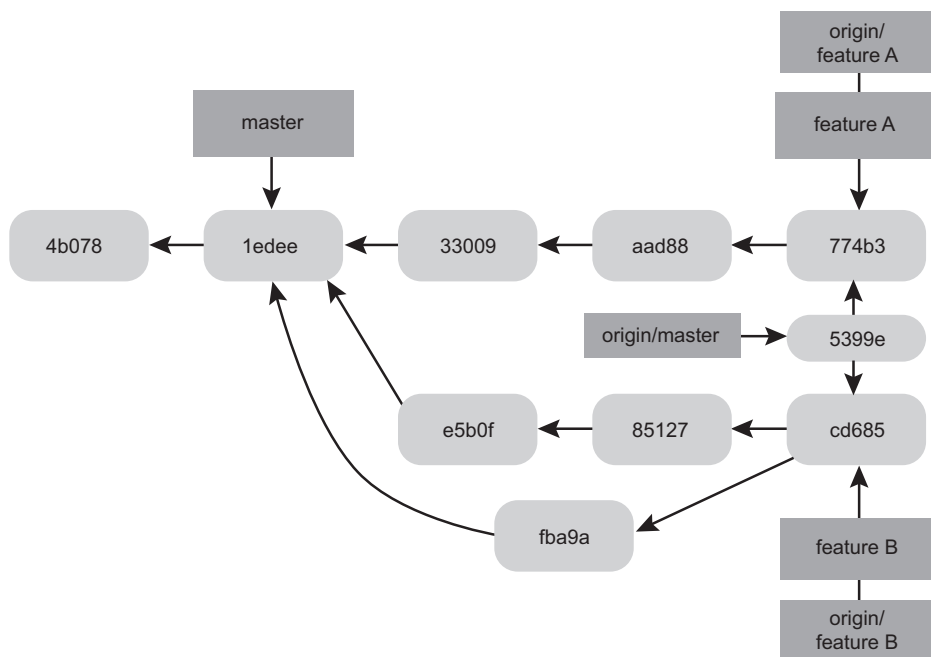 origin/
feature A
master
feature A
4b078
1edee
33009
aad88
774b3
origin/master
5399e
e5b0f
85127
cd685
fba9a
feature B
origin/
feature B